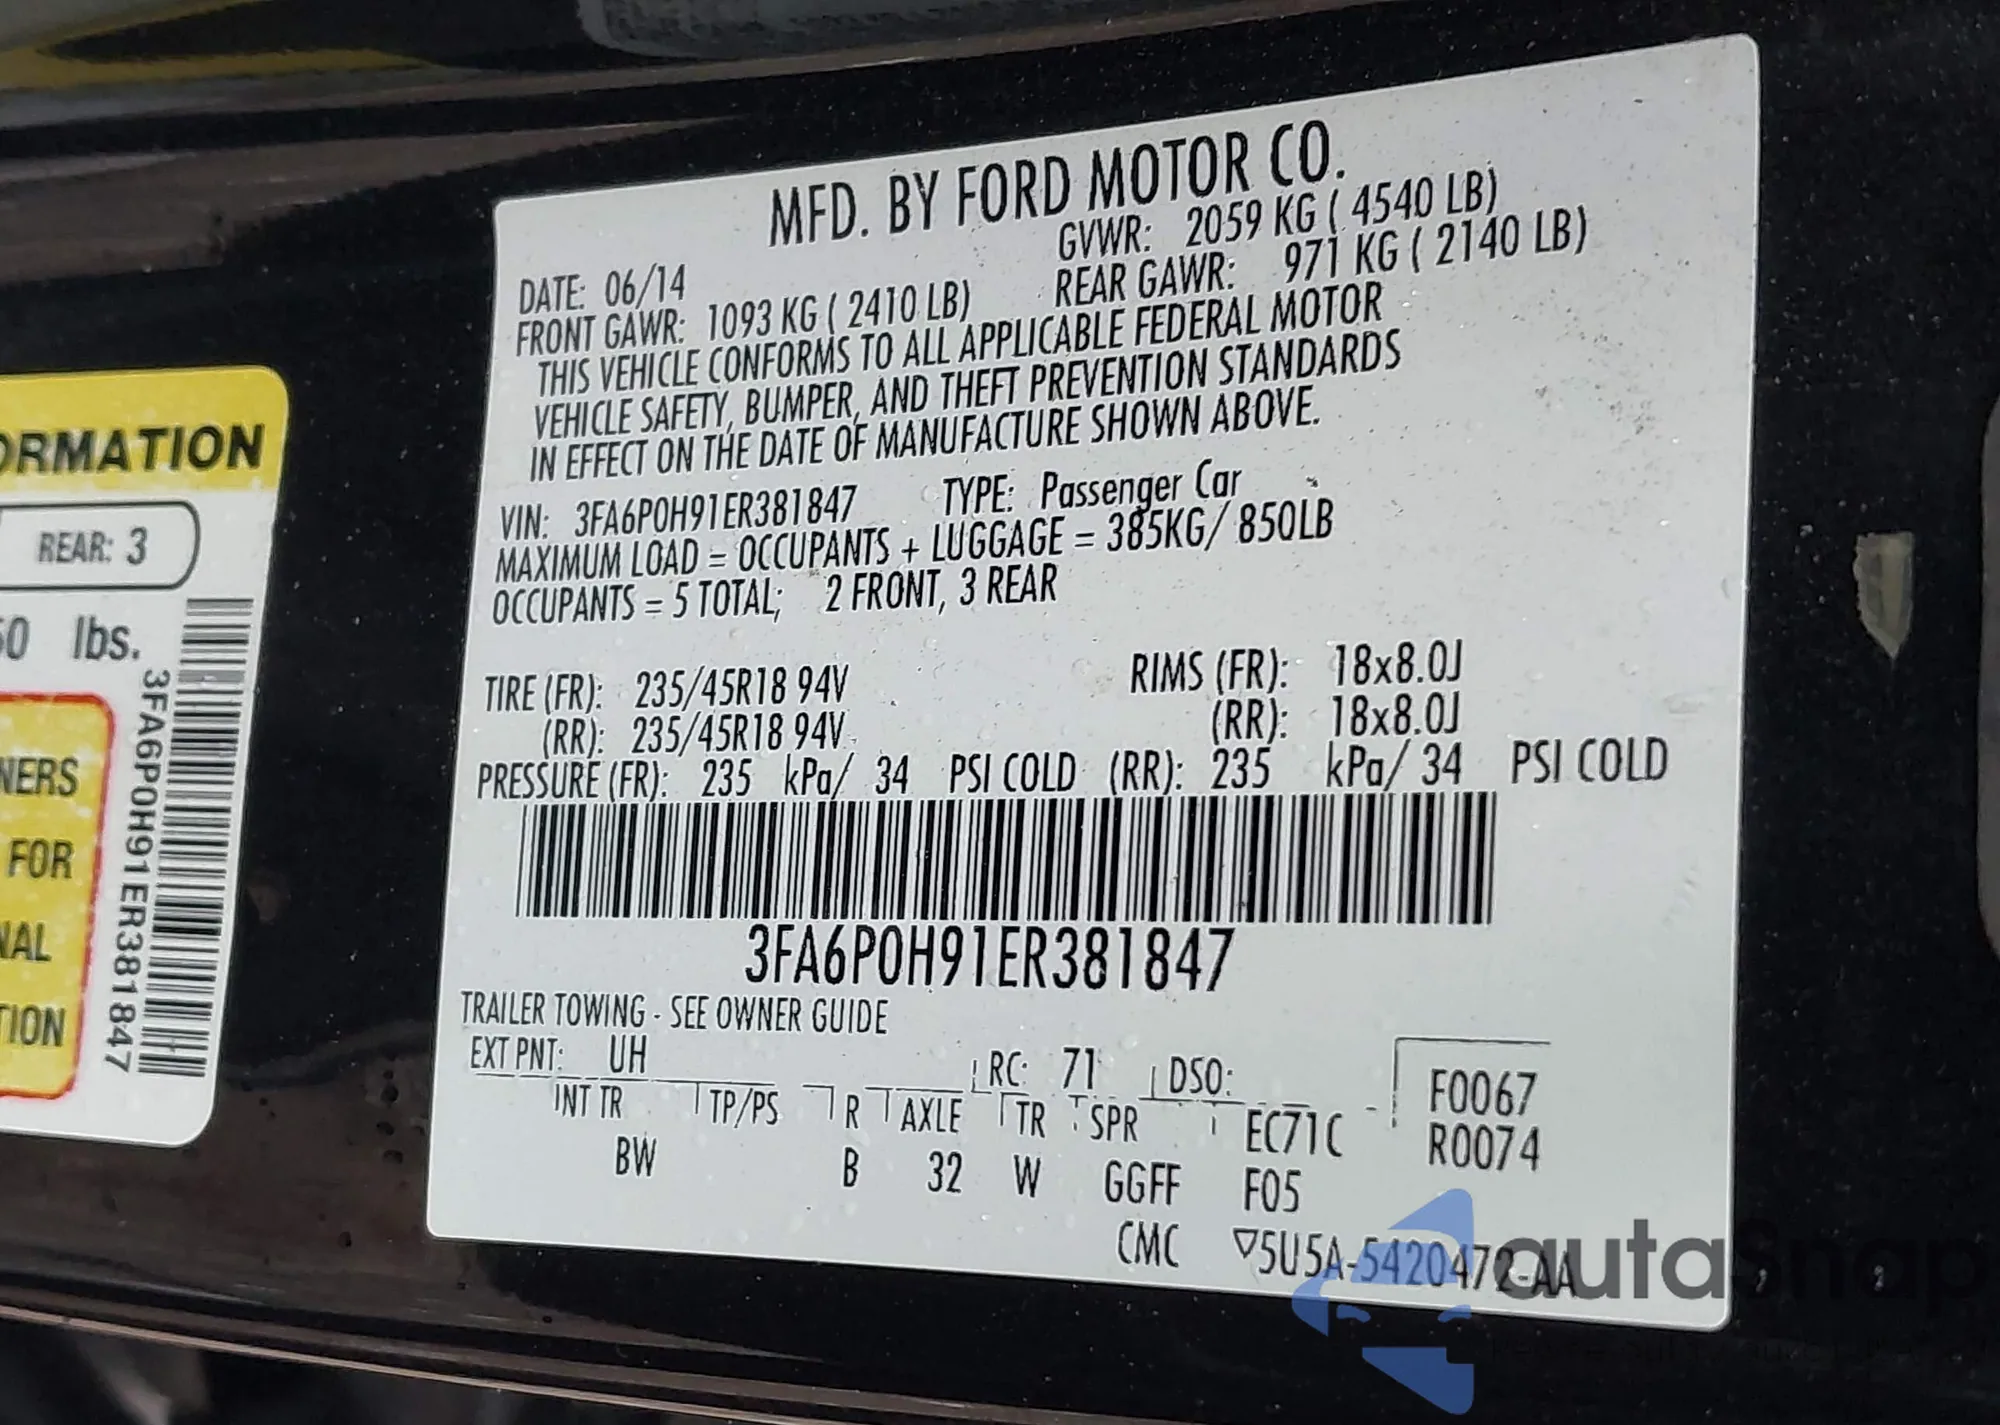 MFD. BY FORD MOTOR CO.
DATE: 06/14 GVWR: 2059 KG ( 4540 LB)
FRONT GAWR: 1093 KG ( 2410 LB) REAR GAWR: 971 KG ( 2140 LB)
THIS VEHICLE CONFORMS TO ALL APPLICABLE FEDERAL MOTOR
VEHICLE SAFETY, BUMPER, AND THEFT PREVENTION STANDARDS
IN EFFECT ON THE DATE OF MANUFACTURE SHOWN ABOVE.
VIN: 3FA6P0H91ER381847 TYPE: Passenger Car
MAXIMUM LOAD = OCCUPANTS + LUGGAGE = 385KG/ 850LB
OCCUPANTS = 5 TOTAL; 2 FRONT, 3 REAR
TIRE (FR): 235/45R18 94V RIMS (FR): 18x8.0J
(RR): 235/45R18 94V (RR): 18x8.0J
PRESSURE (FR): 235 kPa/ 34 PSI COLD (RR): 235 kPa/ 34 PSI COLD
3FA6P0H91ER381847
TRAILER TOWING - SEE OWNER GUIDE
EXT PNT: UH RC: 71 DSO: F0067
INT TR TP/PS R AXLE TR SPR EC71C R0074
BW B 32 W GGFF F05
CMC ▽5U5A-5420472-AA
ORMATION
REAR: 3
50 lbs.
NERS
FOR
NAL
TION
3FA6P0H91ER381847
autaSnap